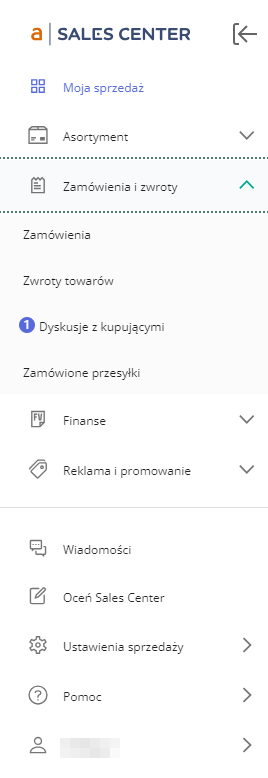 a | SALES CENTER
Moja sprzedaż
Asortyment
Zamówienia i zwroty
Zamówienia
Zwroty towarów
1 Dyskusje z kupującymi
Zamówione przesyłki
FV Finanse
Reklama i promowanie
Wiadomości
Oceń Sales Center
Ustawienia sprzedaży
? Pomoc